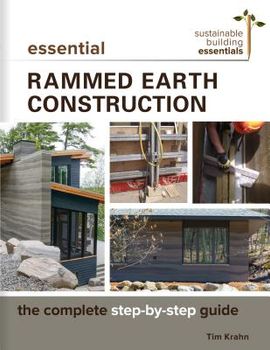 sustainable
building
essentials
essential
RAMMED EARTH
CONSTRUCTION
the complete step-by-step guide
Tim Krahn